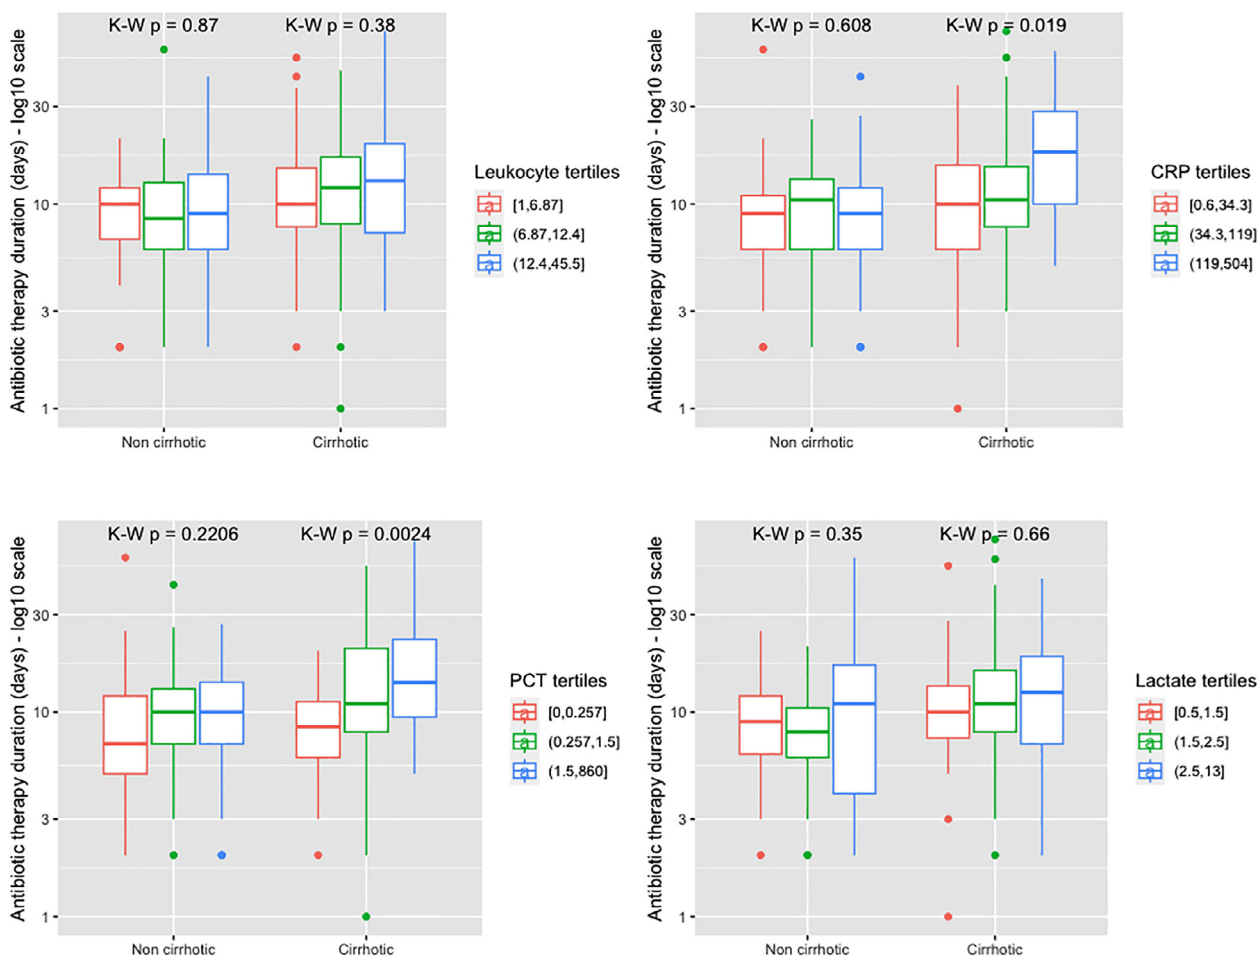 K-W p = 0.87
K-W p = 0.38
Antibiotic therapy duration (days) - log10 scale
30
10
3
1
Non cirrhotic
Cirrhotic
Leukocyte tertiles
a [1,6.87]
a (6.87,12.4]
a (12.4,45.5]
K-W p = 0.608
K-W p = 0.019
Antibiotic therapy duration (days) - log10 scale
30
10
3
1
Non cirrhotic
Cirrhotic
CRP tertiles
a [0.6,34.3]
a (34.3,119]
a (119,504]
K-W p = 0.2206
K-W p = 0.0024
Antibiotic therapy duration (days) - log10 scale
30
10
3
1
Non cirrhotic
Cirrhotic
PCT tertiles
a [0,0.257]
a (0.257,1.5]
a (1.5,860]
K-W p = 0.35
K-W p = 0.66
Antibiotic therapy duration (days) - log10 scale
30
10
3
1
Non cirrhotic
Cirrhotic
Lactate tertiles
a [0.5,1.5]
a (1.5,2.5]
a (2.5,13]